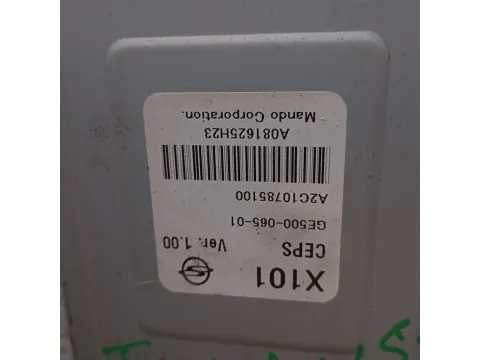 X101
CEPS Ver. 1.00
GE500-065-01
A2C10785100
A081625H23
Mando Corporation.